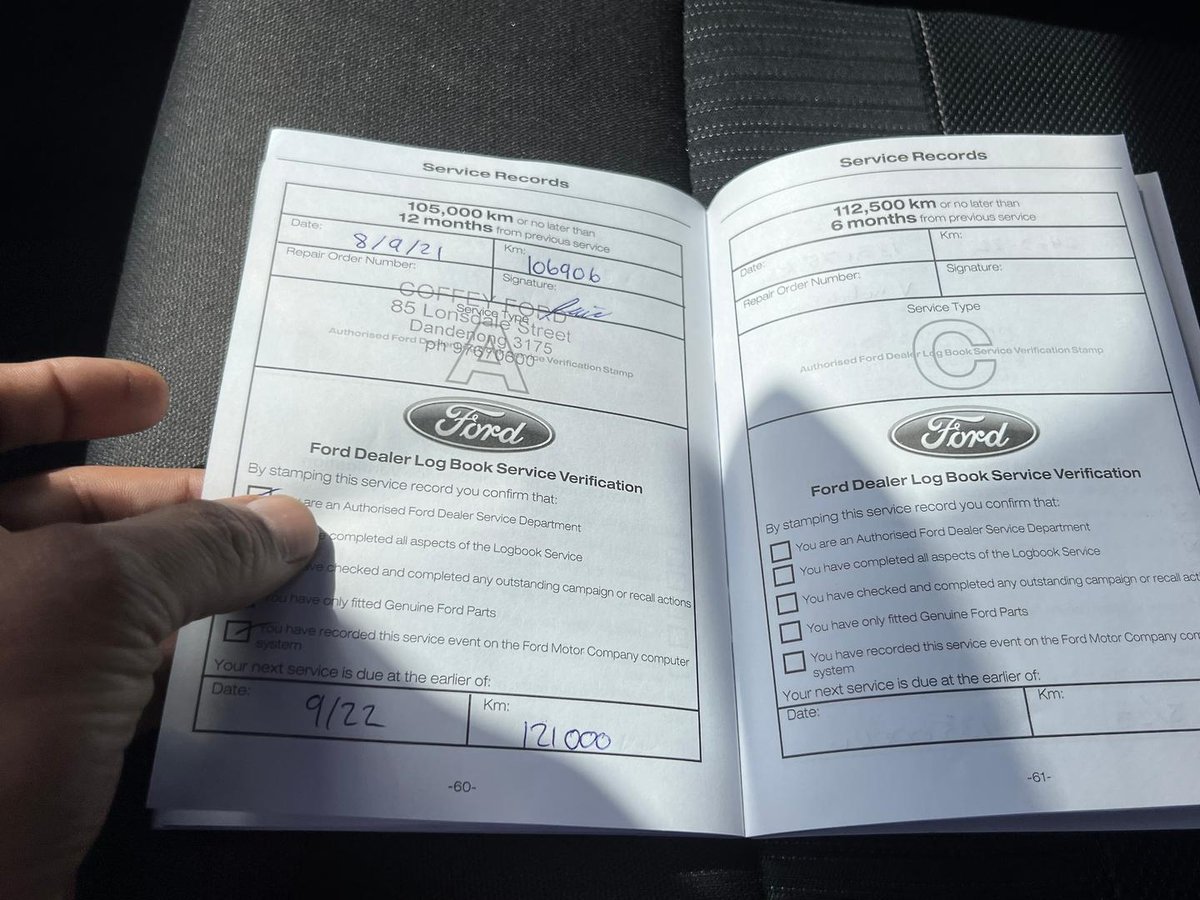 Service Records
105,000 km or no later than
12 months from previous service
Date: 8/9/21
Km: 106906
Repair Order Number:
Signature:
COFFEY FORD
Service Type
85 Lonsdale Street
Dandenong 3175
Authorised Ford Dealer Verification Stamp
ph 97670600
A
Ford
Ford Dealer Log Book Service Verification
By stamping this service record you confirm that:
are an Authorised Ford Dealer Service Department
completed all aspects of the Logbook Service
checked and completed any outstanding campaign or recall actions
You have only fitted Genuine Ford Parts
You have recorded this service event on the Ford Motor Company computer
system
Your next service is due at the earlier of:
Date: 9/22
Km: 121000
-60-
Service Records
112,500 km or no later than
6 months from previous service
Date:
Km:
Repair Order Number:
Signature:
Service Type
C
Authorised Ford Dealer Log Book Service Verification Stamp
Ford
Ford Dealer Log Book Service Verification
By stamping this service record you confirm that:
You are an Authorised Ford Dealer Service Department
You have completed all aspects of the Logbook Service
You have checked and completed any outstanding campaign or recall
You have only fitted Genuine Ford Parts
You have recorded this service event on the Ford Motor Company
system
Your next service is due at the earlier of:
Date:
Km:
-61-